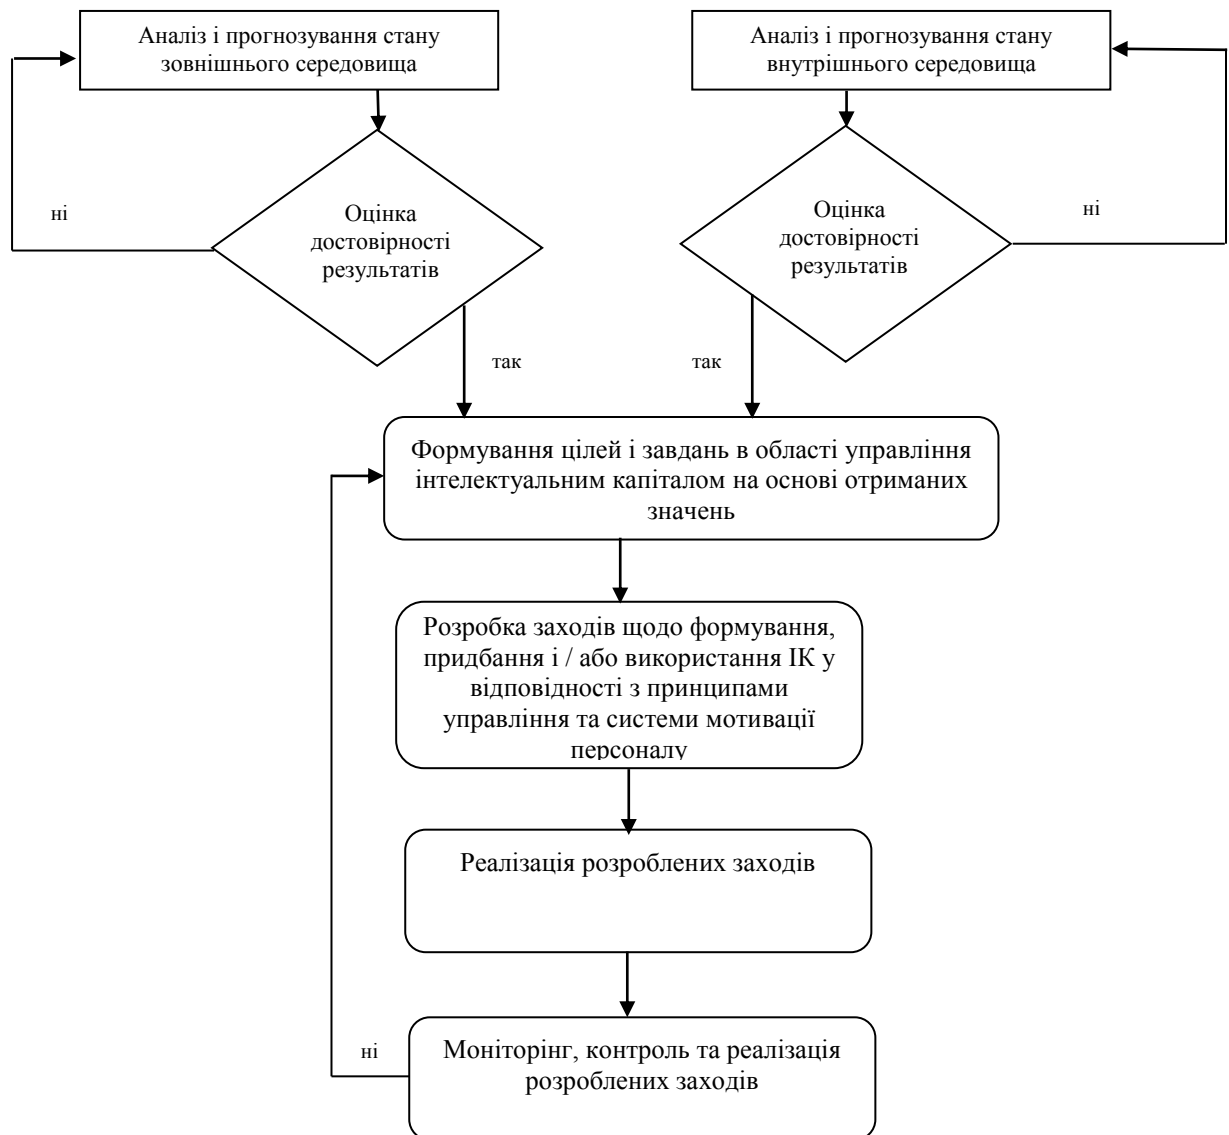 Аналіз і прогнозування стану
зовнішнього середовища
Аналіз і прогнозування стану
внутрішнього середовища
ні
Оцінка
достовірності
результатів
Оцінка
достовірності
результатів
ні
так
так
Формування цілей і завдань в області управління
інтелектуальним капіталом на основі отриманих
значень
Розробка заходів щодо формування,
придбання і / або використання ІК у
відповідності з принципами
управління та системи мотивації
персоналу
Реалізація розроблених заходів
ні
Моніторінг, контроль та реалізація
розроблених заходів